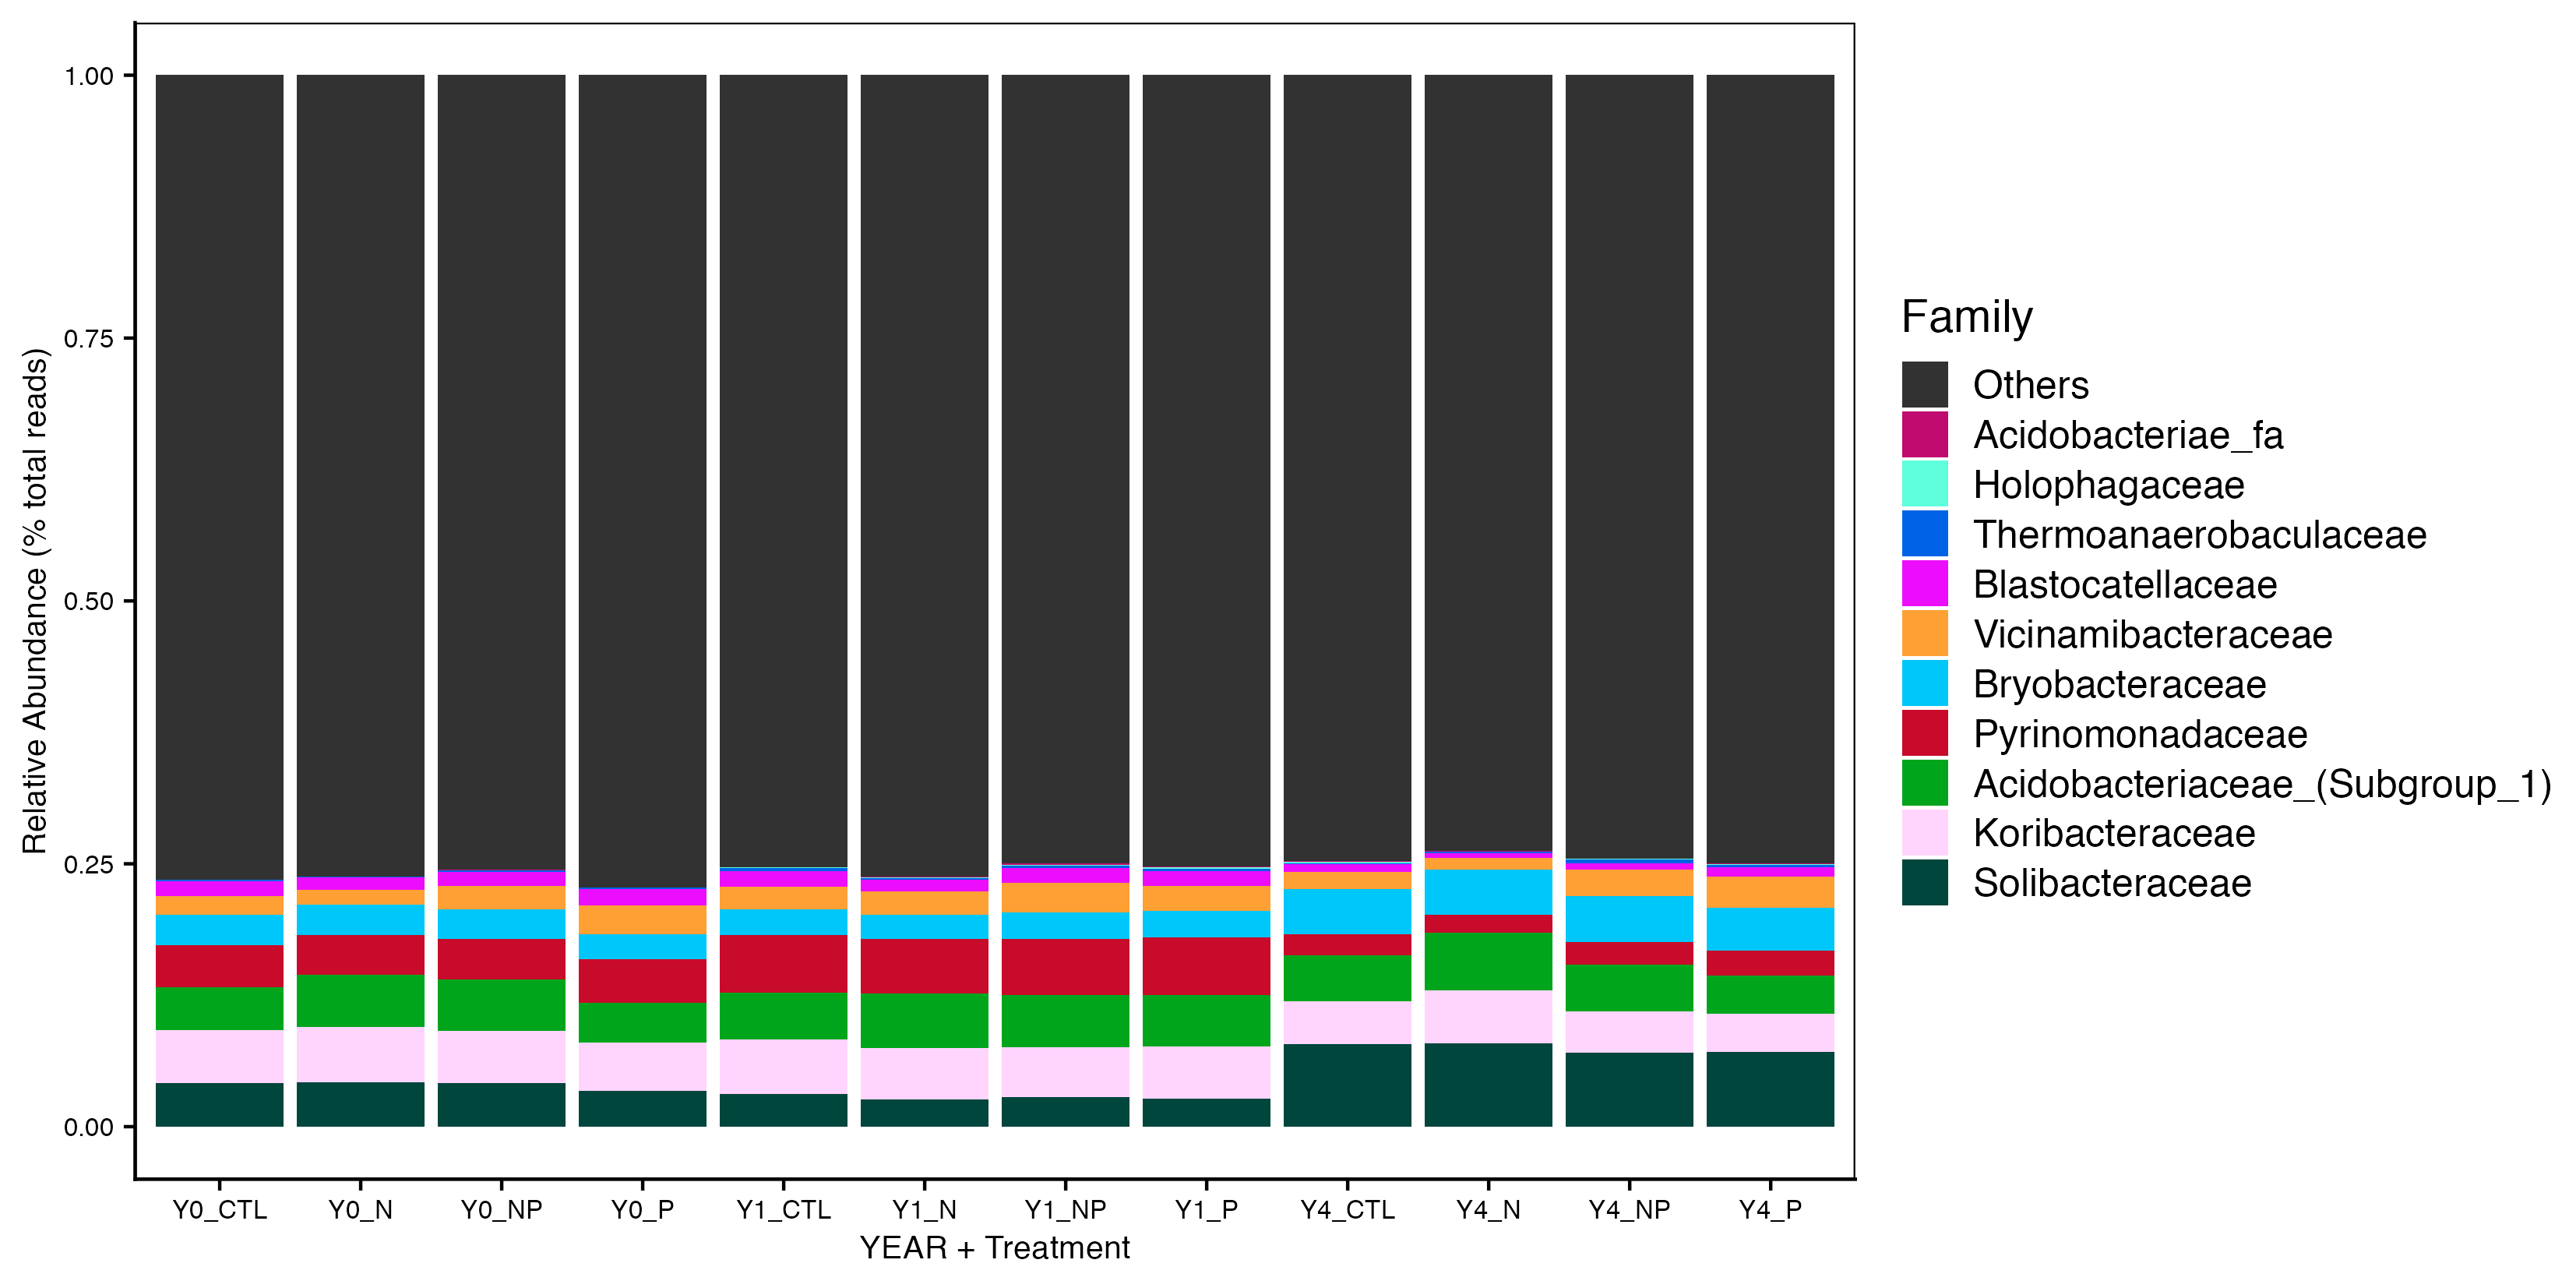 Relative Abundance (% total reads)
1.00
0.75
0.50
0.25
0.00
Y0_CTL
Y0_N
Y0_NP
Y0_P
Y1_CTL
Y1_N
Y1_NP
Y1_P
Y4_CTL
Y4_N
Y4_NP
Y4_P
YEAR + Treatment
Family
Others
Acidobacteriae_fa
Holophagaceae
Thermoanaerobaculaceae
Blastocatellaceae
Vicinamibacteraceae
Bryobacteraceae
Pyrinomonadaceae
Acidobacteriaceae_(Subgroup_1)
Koribacteraceae
Solibacteraceae